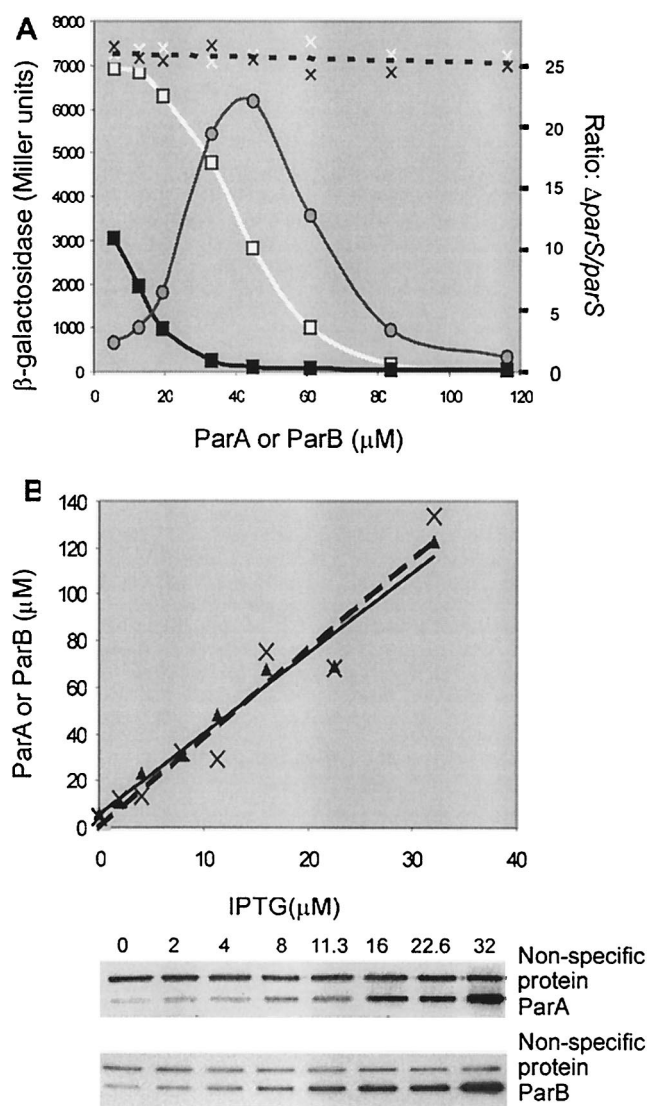 A
8000
7000
6000
5000
4000
3000
2000
1000
0
β-galactosidase (Miller units)
25
20
15
10
5
0
Ratio: ΔparS/parS
0 20 40 60 80 100 120
ParA or ParB (μM)
B
140
120
100
80
60
40
20
0
ParA or ParB (μM)
0 10 20 30 40
IPTG(μM)
0 2 4 8 11.3 16 22.6 32
Non-specific
protein
ParA
Non-specific
protein
ParB